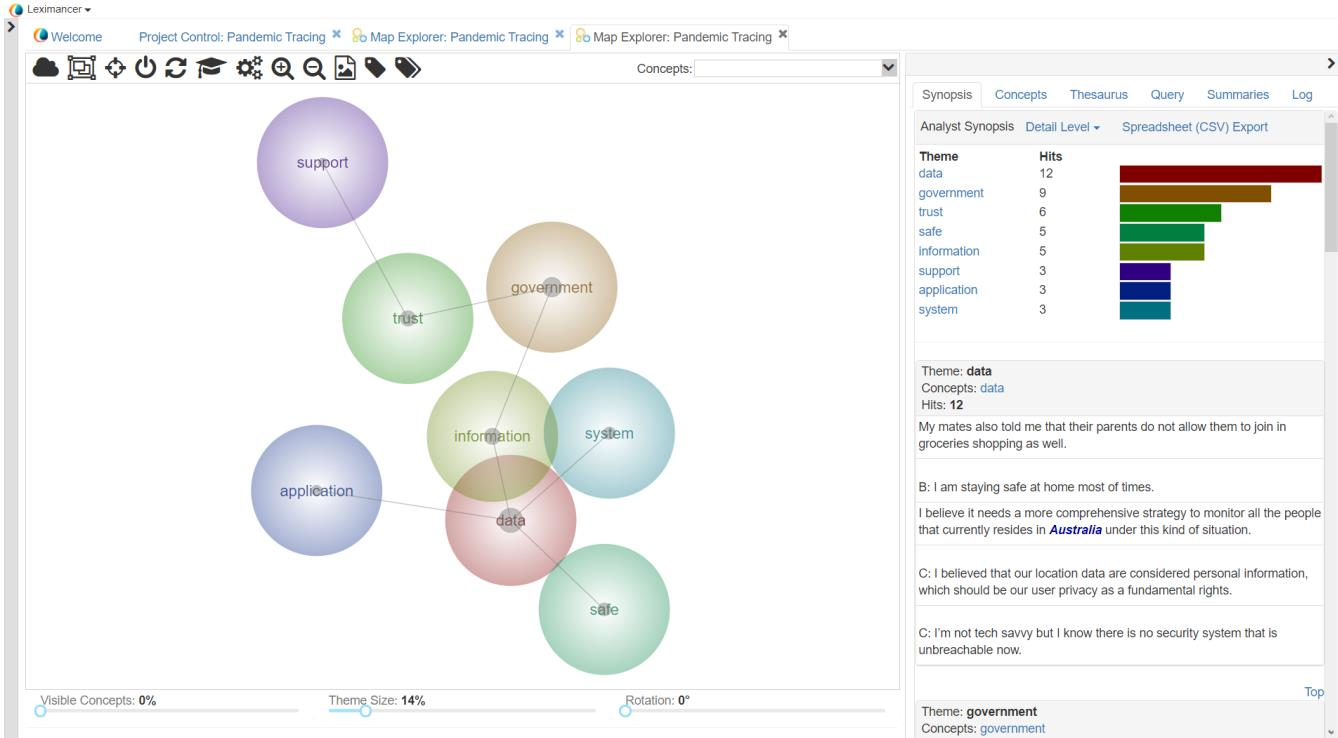 Leximancer
Welcome
Project Control: Pandemic Tracing
Map Explorer: Pandemic Tracing
Map Explorer: Pandemic Tracing
Concepts:
support
government
trust
information
system
application
data
safe
Visible Concepts: 0%
Theme Size: 14%
Rotation: 0°
Synopsis
Concepts
Thesaurus
Query
Summaries
Log
Analyst Synopsis Detail Level Spreadsheet (CSV) Export
Theme Hits
data 12
government 9
trust 6
safe 5
information 5
support 3
application 3
system 3
Theme: data
Concepts: data
Hits: 12
My mates also told me that their parents do not allow them to join in
groceries shopping as well.
B: I am staying safe at home most of times.
I believe it needs a more comprehensive strategy to monitor all the people
that currently resides in Australia under this kind of situation.
C: I believed that our location data are considered personal information,
which should be our user privacy as a fundamental rights.
C: I'm not tech savvy but I know there is no security system that is
unbreachable now.
Top
Theme: government
Concepts: government